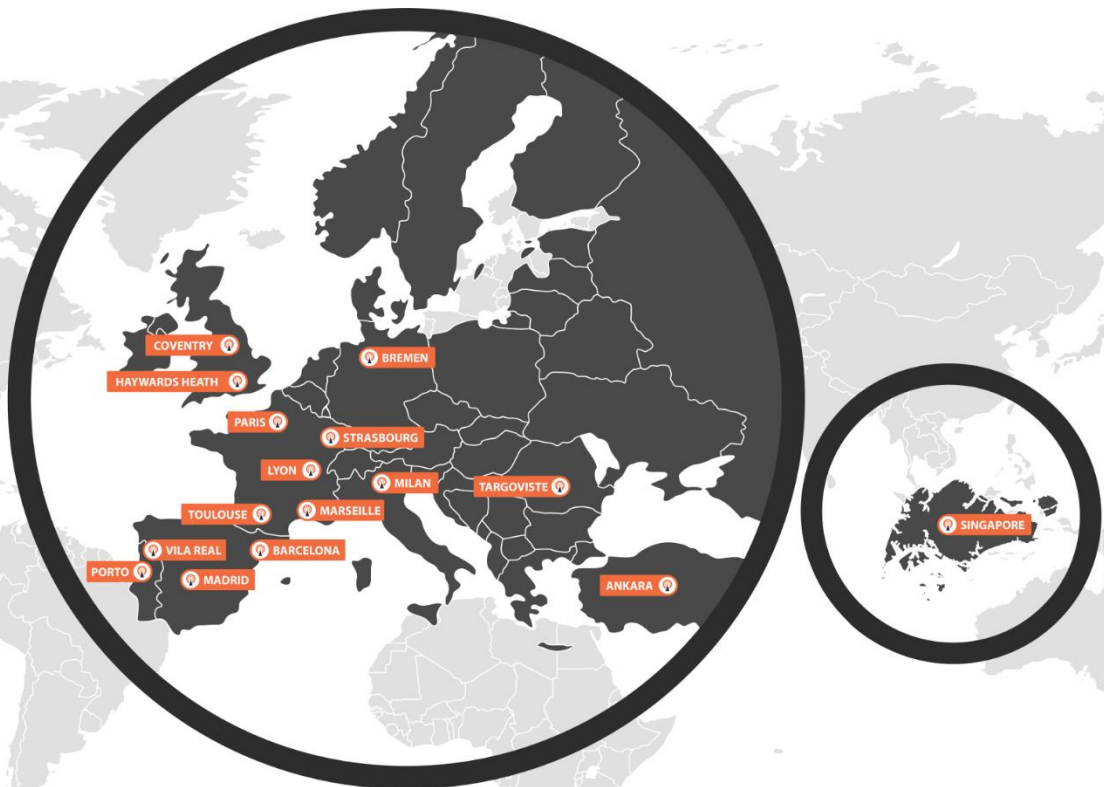 COVENTRY
BREMEN
HAYWARDS HEATH
PARIS
STRASBOURG
LYON
MILAN
TARGOVISTE
MARSEILLE
TOULOUSE
SINGAPORE
VILA REAL
BARCELONA
PORTO
MADRID
ANKARA